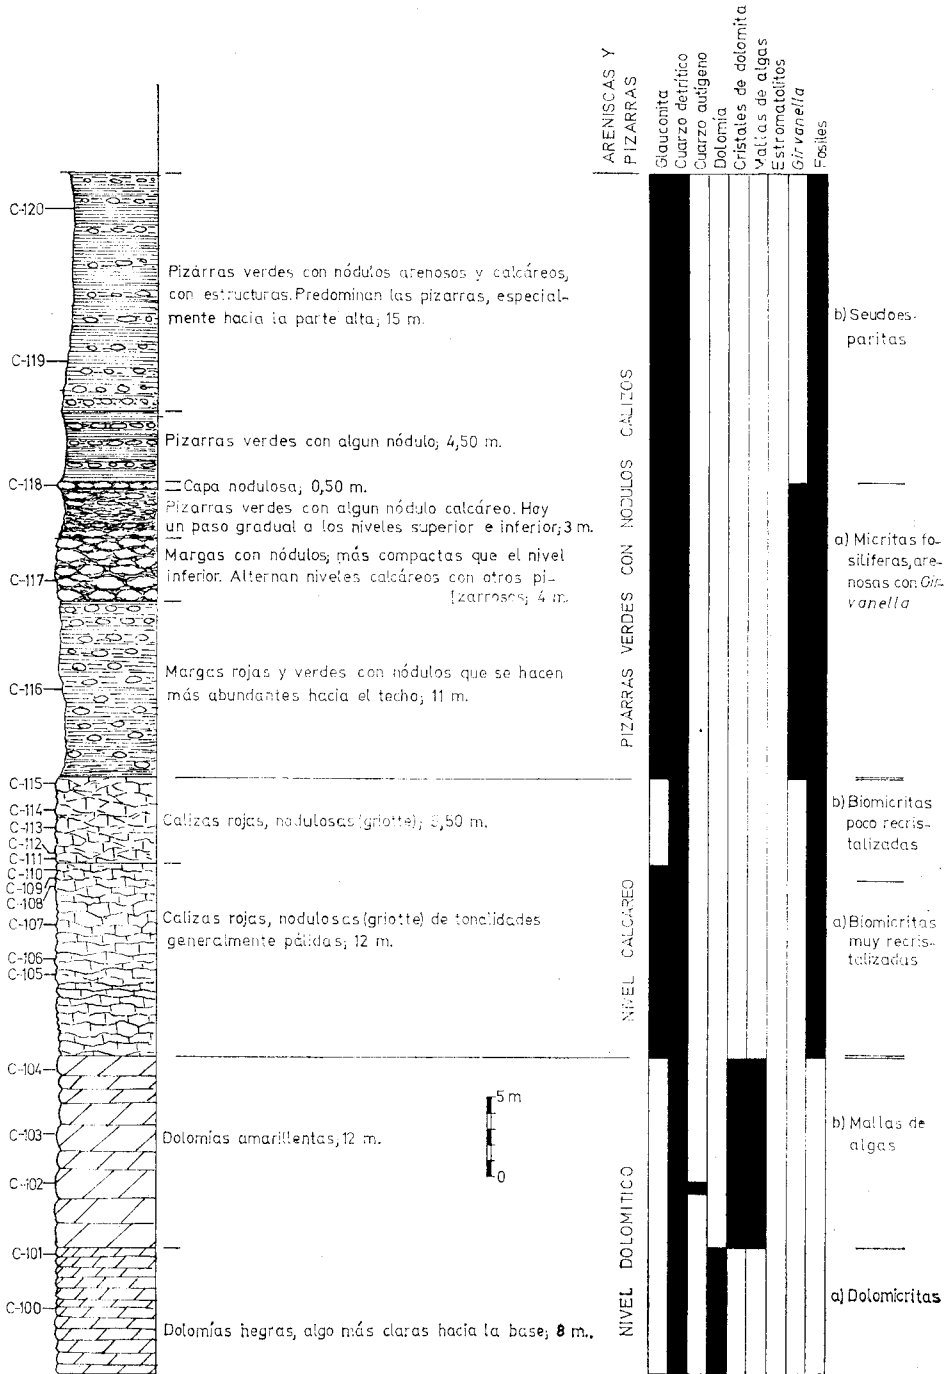 ARENISCAS Y
PIZARRAS
Glauconita
Cuarzo detrítico
Cuarzo autígeno
Dolomía
Cristales de dolomita
Mallas de algas
Estromatolitos
Girvanella
Fosiles
C-120
Pizarras verdes con nódulos arenosos y calcáreos,
con estructuras. Predominan las pizarras, especial-
mente hacia la parte alta; 15 m.
b) Seudoes-
paritas
C-119
Pizarras verdes con algun nódulo; 4,50 m.
C-118
Capa nodulosa; 0,50 m.
Pizarras verdes con algun nódulo calcáreo. Hay
un paso gradual a los niveles superior e inferior; 3 m.
Margas con nódulos; más compactas que el nivel
inferior. Alternan niveles calcáreos con otros pi-
zarrosos; 4 m.
a) Micritas fo-
siliferas, are-
nosas con Gir-
vanella
C-117
PIZARRAS VERDES CON NODULOS CALIZOS
C-116
Margas rojas y verdes con nódulos que se hacen
más abundantes hacia el techo; 11 m.
C-115
C-114
C-113
C-112
C-111
Calizas rojas, nodulosas (griotte); ,50 m.
b) Biomicritas
poco recris-
talizadas
C-110
C-109
C-108
C-107
C-106
C-105
Calizas rojas, nodulosas (griotte) de tonalidades
generalmente pálidas; 12 m.
NIVEL CALCAREO
a) Biomicritas
muy recris-
talizadas
C-104
C-103
C-102
Dolomías amarillentas, 12 m.
5 m
0
b) Mallas de
algas
NIVEL DOLOMITICO
C-101
C-100
Dolomías negras, algo más claras hacia la base; 8 m.
a) Dolomicritas